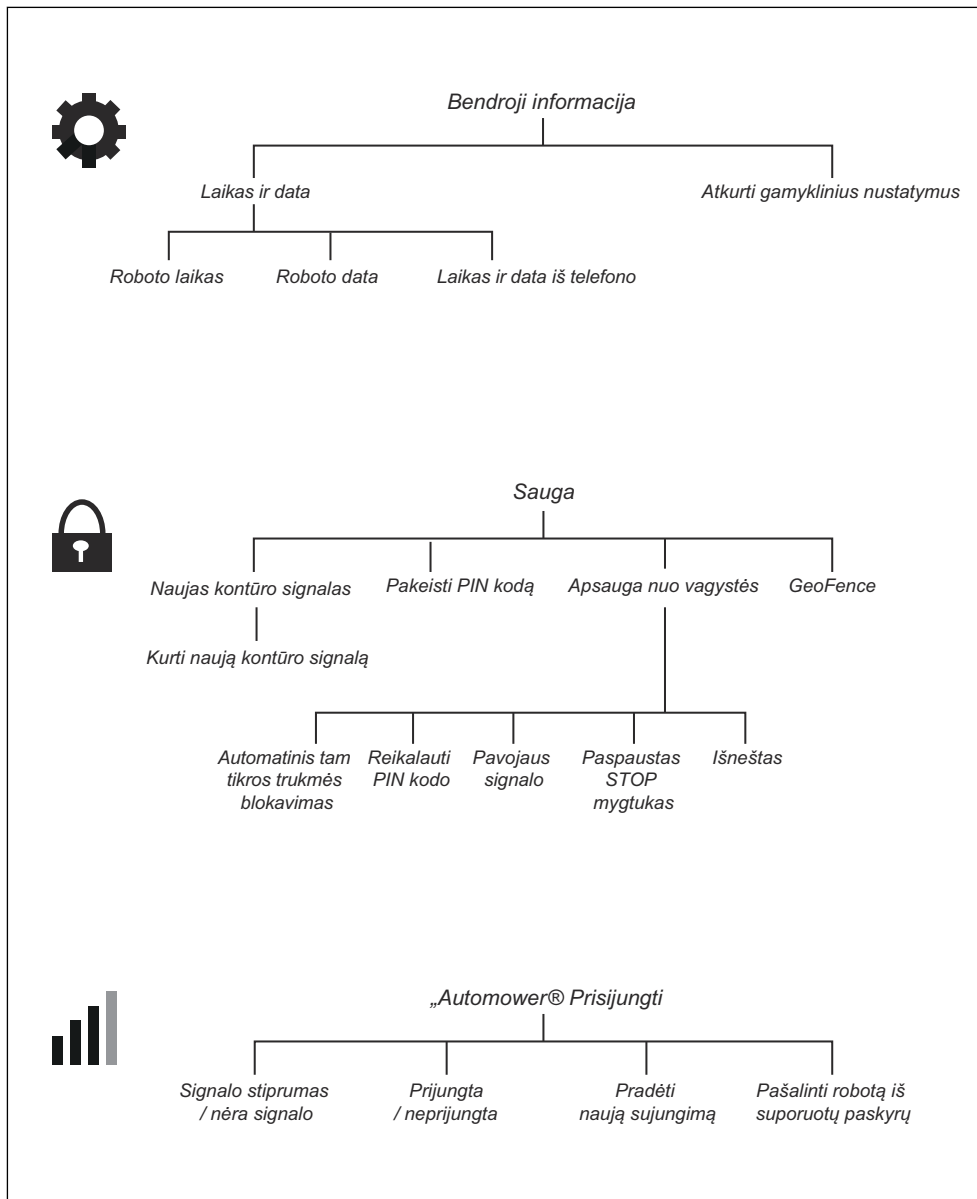 Bendroji informacija
Laikas ir data
Atkurti gamyklinius nustatymus
Roboto laikas
Roboto data
Laikas ir data iš telefono
Sauga
Naujas kontūro signalas
Pakeisti PIN kodą
Apsauga nuo vagystės
GeoFence
Kurti naują kontūro signalą
Automatinis tam
tikros trukmės
blokavimas
Reikalauti
PIN kodo
Pavojaus
signalo
Paspaustas
STOP
mygtukas
Išneštas
„Automower® Prisijungti
Signalo stiprumas
/ nėra signalo
Prijungta
/ neprijungta
Pradėti
naują sujungimą
Pašalinti robotą iš
suporuotų paskyrų